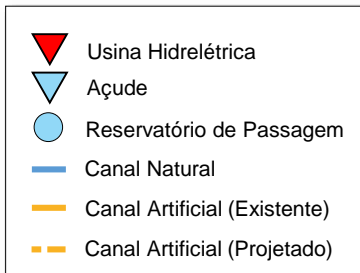 Usina Hidrelétrica
Açude
Reservatório de Passagem
Canal Natural
Canal Artificial (Existente)
Canal Artificial (Projetado)